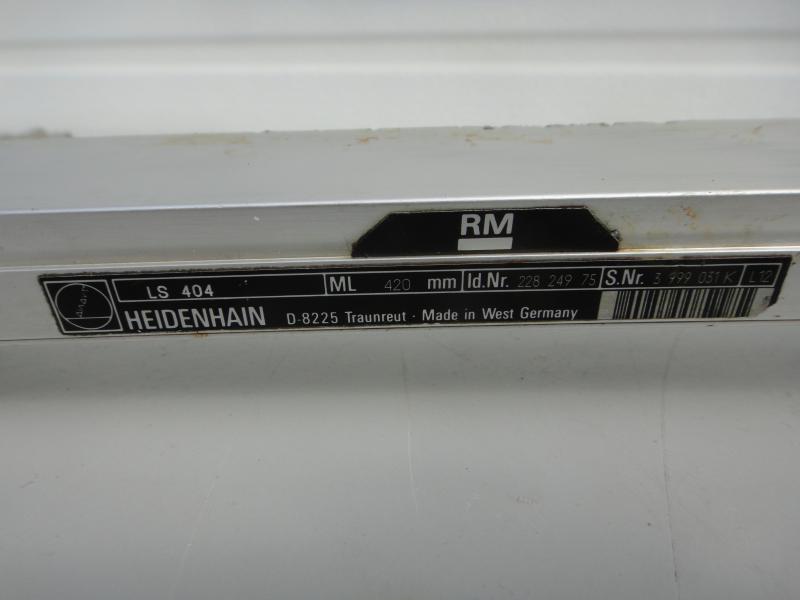 RM
LS 404 ML 420 mm Id.Nr. 228 249 75 S.Nr. 3 999 031 K L12
HEIDENHAIN D-8225 Traunreut · Made in West Germany